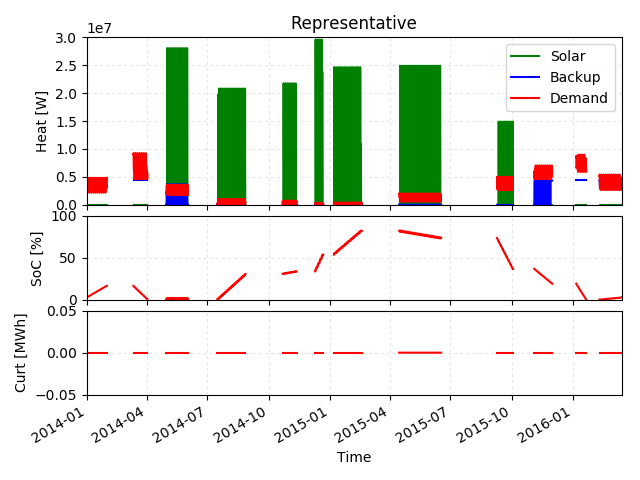 Representative
1e7
3.0
2.5
2.0
1.5
1.0
0.5
0.0
Heat [W]
Solar
Backup
Demand
100
50
0
SoC [%]
0.05
0.00
−0.05
Curt [MWh]
2014-01
2014-04
2014-07
2014-10
2015-01
2015-04
2015-07
2015-10
2016-01
Time